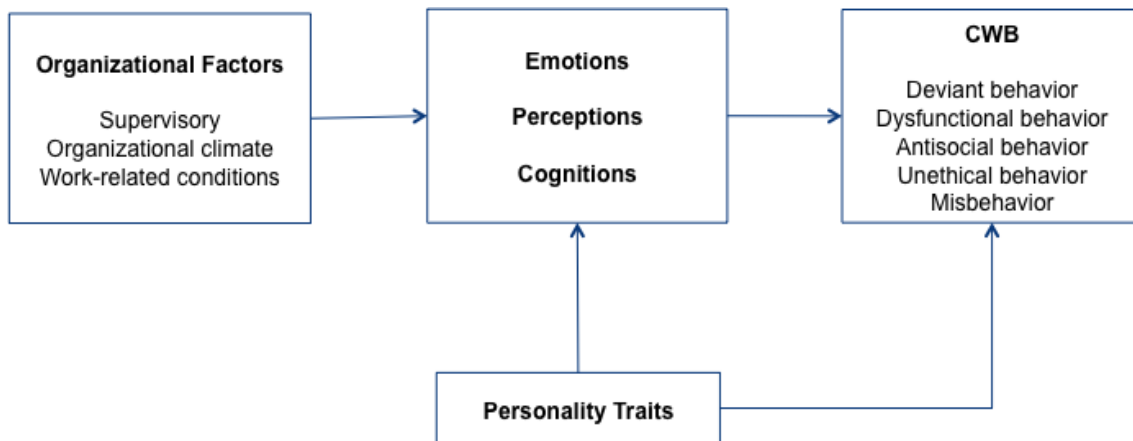 Organizational Factors
Supervisory
Organizational climate
Work-related conditions
Emotions
Perceptions
Cognitions
CWB
Deviant behavior
Dysfunctional behavior
Antisocial behavior
Unethical behavior
Misbehavior
Personality Traits